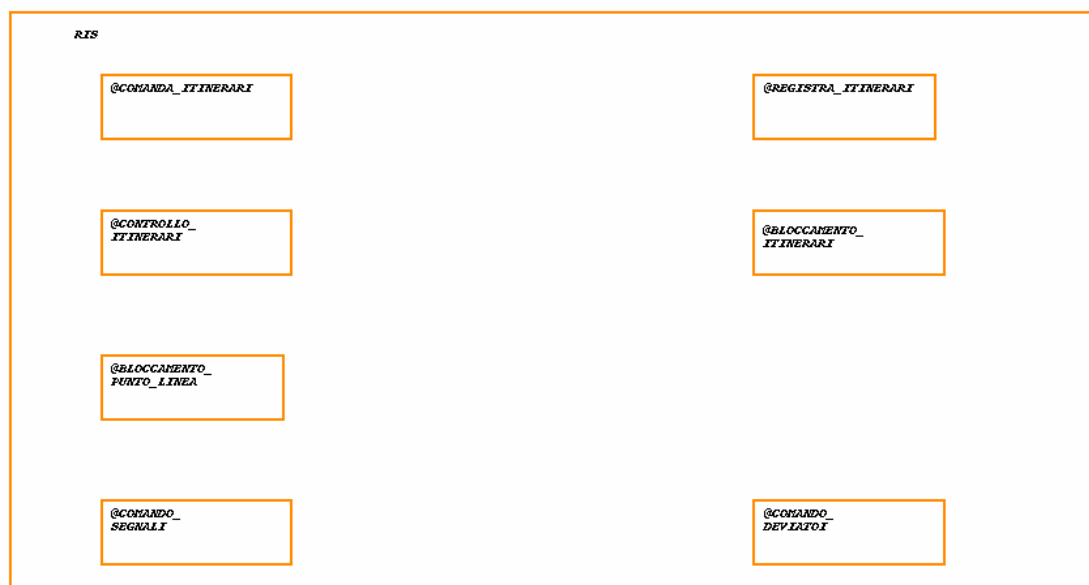 RIS
@COMANDA_ITINERARI
@REGISTRA_ITINERARI
@CONTROLLO_
ITINERARI
@BLOCCAMENTO_
ITINERARI
@BLOCCAMENTO_
PUNTO_LINEA
@COMANDO_
SEGNALI
@COMANDO_
DEVIATOI